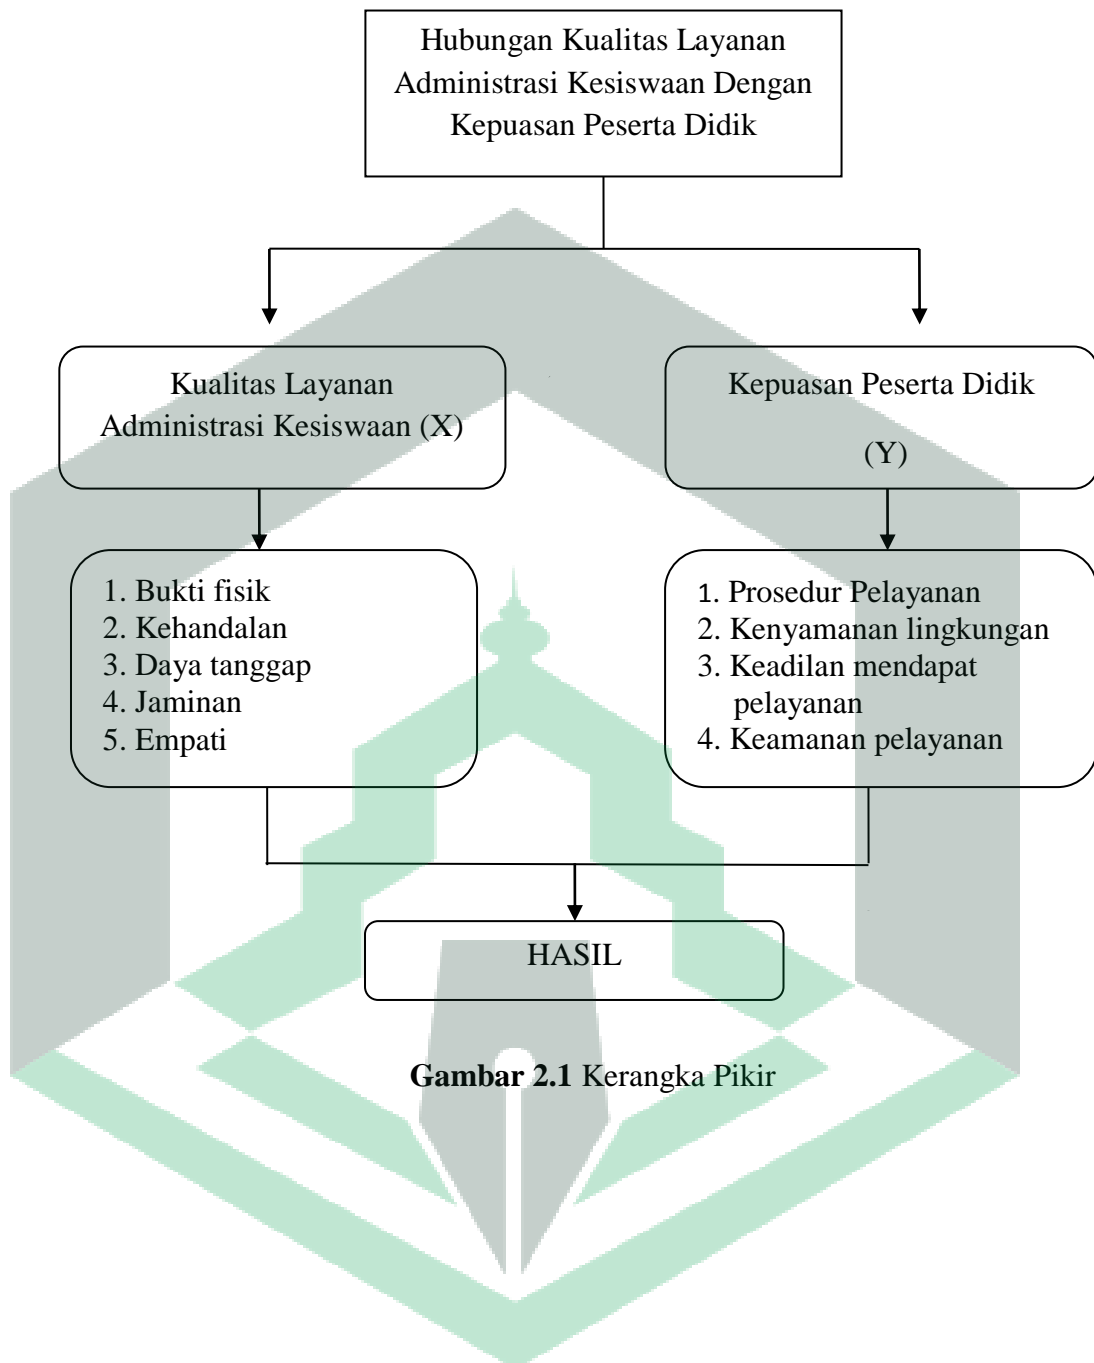 Hubungan Kualitas Layanan
Administrasi Kesiswaan Dengan
Kepuasan Peserta Didik
Kualitas Layanan
Administrasi Kesiswaan (X)
Kepuasan Peserta Didik
(Y)
1. Bukti fisik
2. Kehandalan
3. Daya tanggap
4. Jaminan
5. Empati
1. Prosedur Pelayanan
2. Kenyamanan lingkungan
3. Keadilan mendapat
pelayanan
4. Keamanan pelayanan
HASIL
Gambar 2.1 Kerangka Pikir